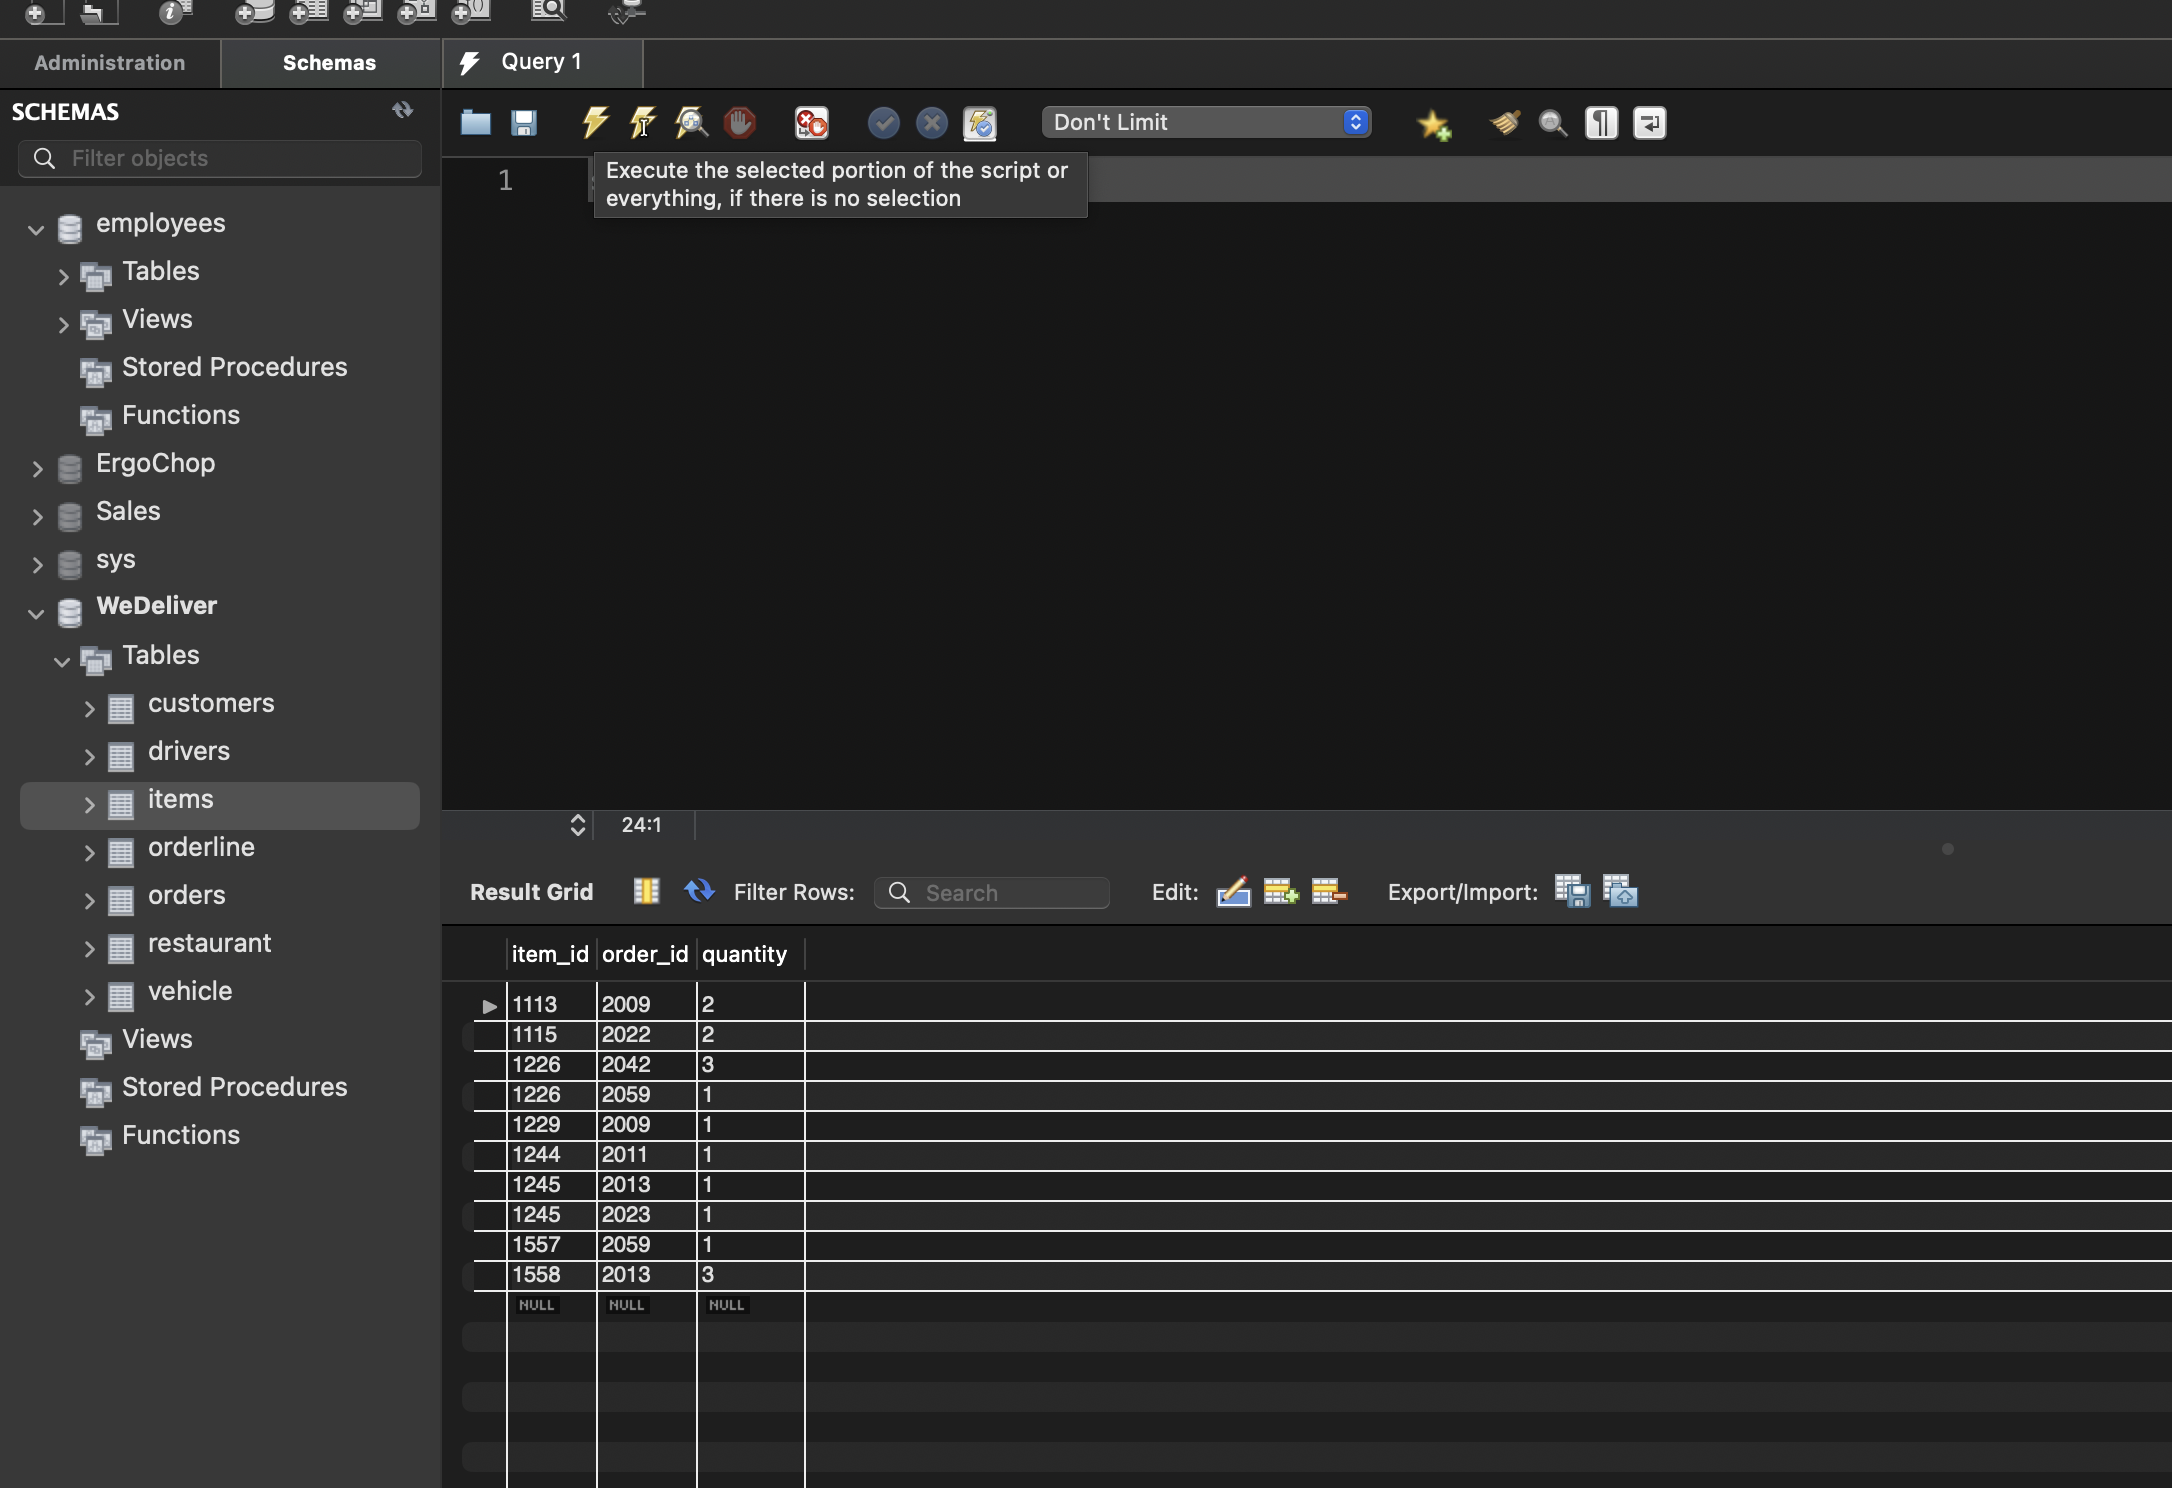 Administration
Schemas
Query 1
SCHEMAS
Filter objects
Don't Limit
Execute the selected portion of the script or
everything, if there is no selection
1
employees
Tables
Views
Stored Procedures
Functions
ErgoChop
Sales
sys
WeDeliver
Tables
customers
drivers
items
orderline
orders
restaurant
vehicle
Views
Stored Procedures
Functions
24:1
Result Grid
Filter Rows:
Search
Edit:
Export/Import:
item_id order_id quantity
1113 2009 2
1115 2022 2
1226 2042 3
1226 2059 1
1229 2009 1
1244 2011 1
1245 2013 1
1245 2023 1
1557 2059 1
1558 2013 3
NULL NULL NULL